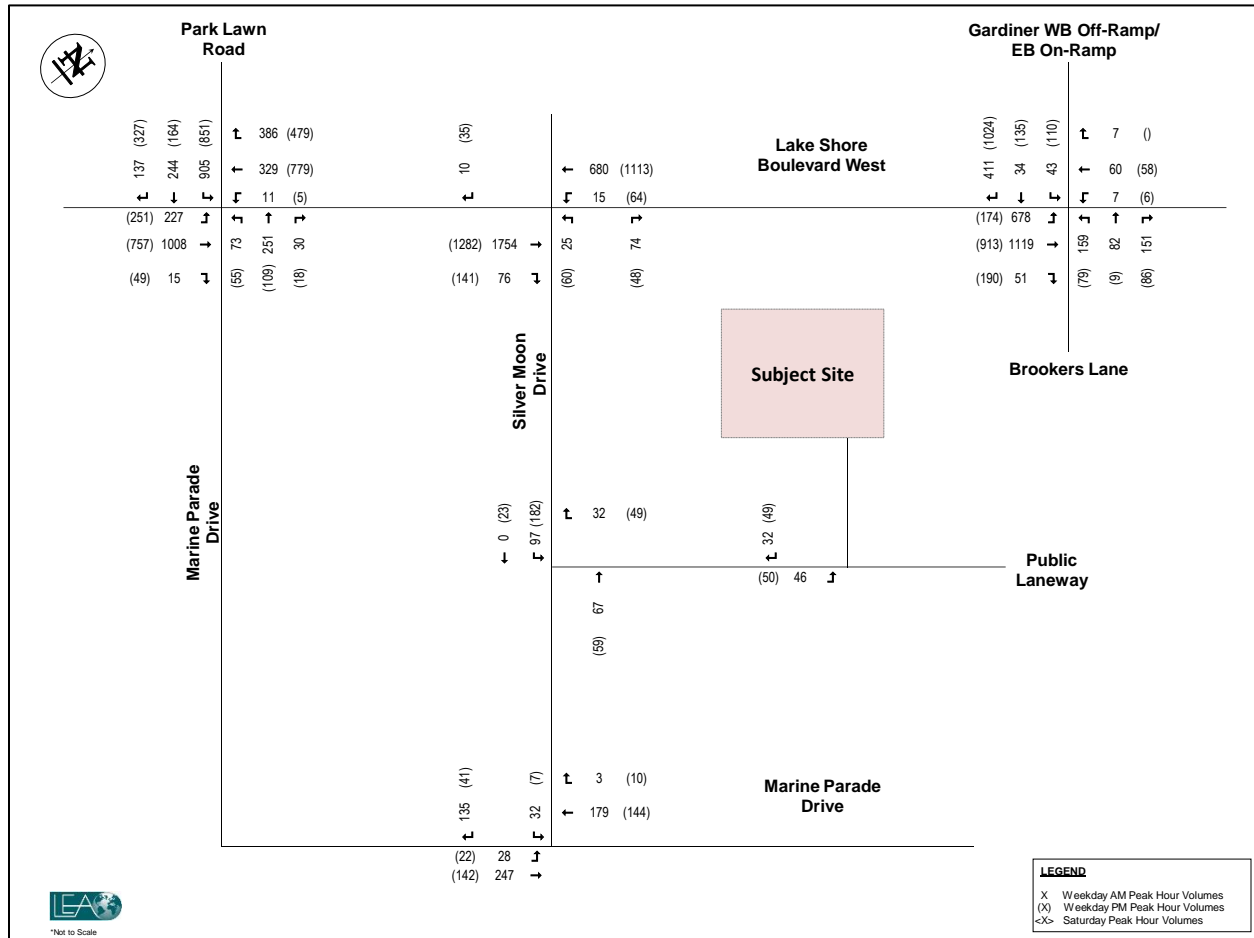 Park Lawn
Road
Gardiner WB Off-Ramp/
EB On-Ramp
N
137 (327)
244 (164)
905 (851)
386 (479)
329 (779)
11 (5)
(251) 227
(757) 1008
(49) 15
73 (55)
251 (109)
30 (18)
10 (35)
680 (1113)
15 (64)
(1282) 1754
(141) 76
25 (60)
74 (48)
Lake Shore
Boulevard West
411 (1024)
34 (135)
43 (110)
7 ()
60 (58)
7 (6)
(174) 678
(913) 1119
(190) 51
159 (79)
82 (9)
151 (86)
Silver Moon
Drive
Subject Site
Brookers Lane
Marine Parade
Drive
0 (23)
97 (182)
32 (49)
32 (49)
(50) 46
67 (59)
Public
Laneway
135 (41)
32 (7)
3 (10)
179 (144)
(22) 28
(142) 247
Marine Parade
Drive
LEGEND
X Weekday AM Peak Hour Volumes
(X) Weekday PM Peak Hour Volumes
<X> Saturday Peak Hour Volumes
LEA
*Not to Scale